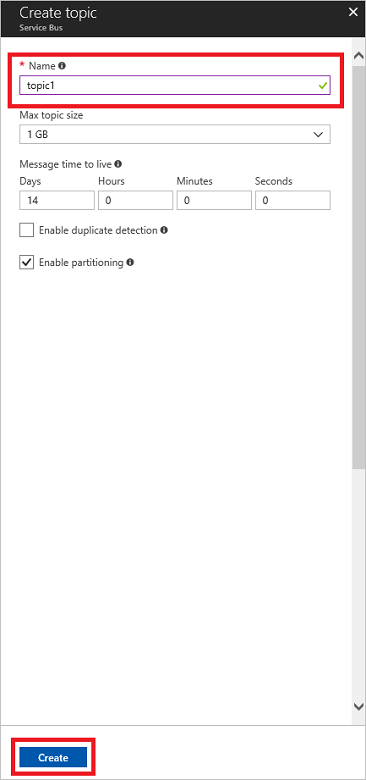 Create topic
Service Bus
* Name
topic1
Max topic size
1 GB
Message time to live
Days Hours Minutes Seconds
14 0 0 0
Enable duplicate detection
Enable partitioning
Create